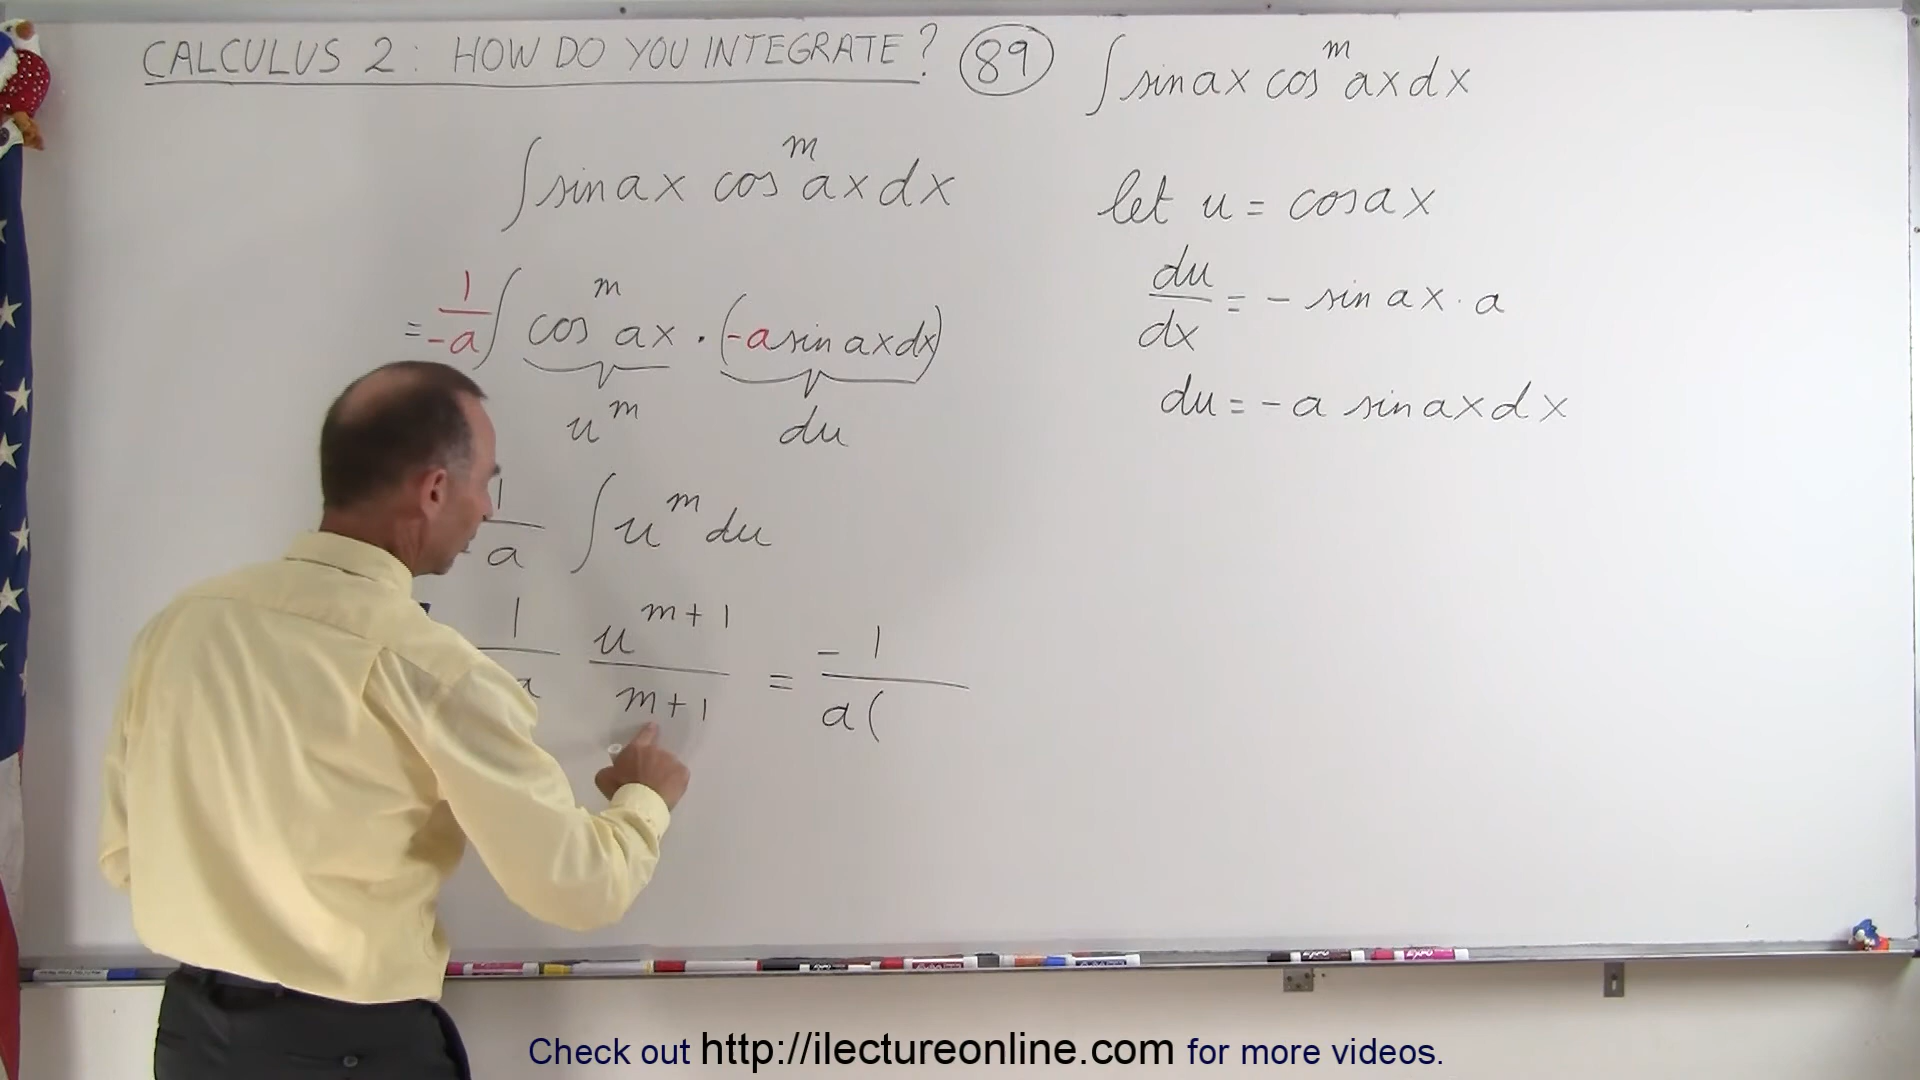 CALCULUS 2: HOW DO YOU INTEGRATE? 89 ∫ sin ax cos^m ax dx
∫ sin ax cos^m ax dx
= 1/-a ∫ cos^m ax · (-a sin ax dx)
u^m du
1/a ∫ u^m du
1/a u^(m+1)/(m+1) = -1/a(
let u = cos ax
du/dx = - sin ax · a
du = -a sin ax dx
Check out http://ilectureonline.com for more videos.